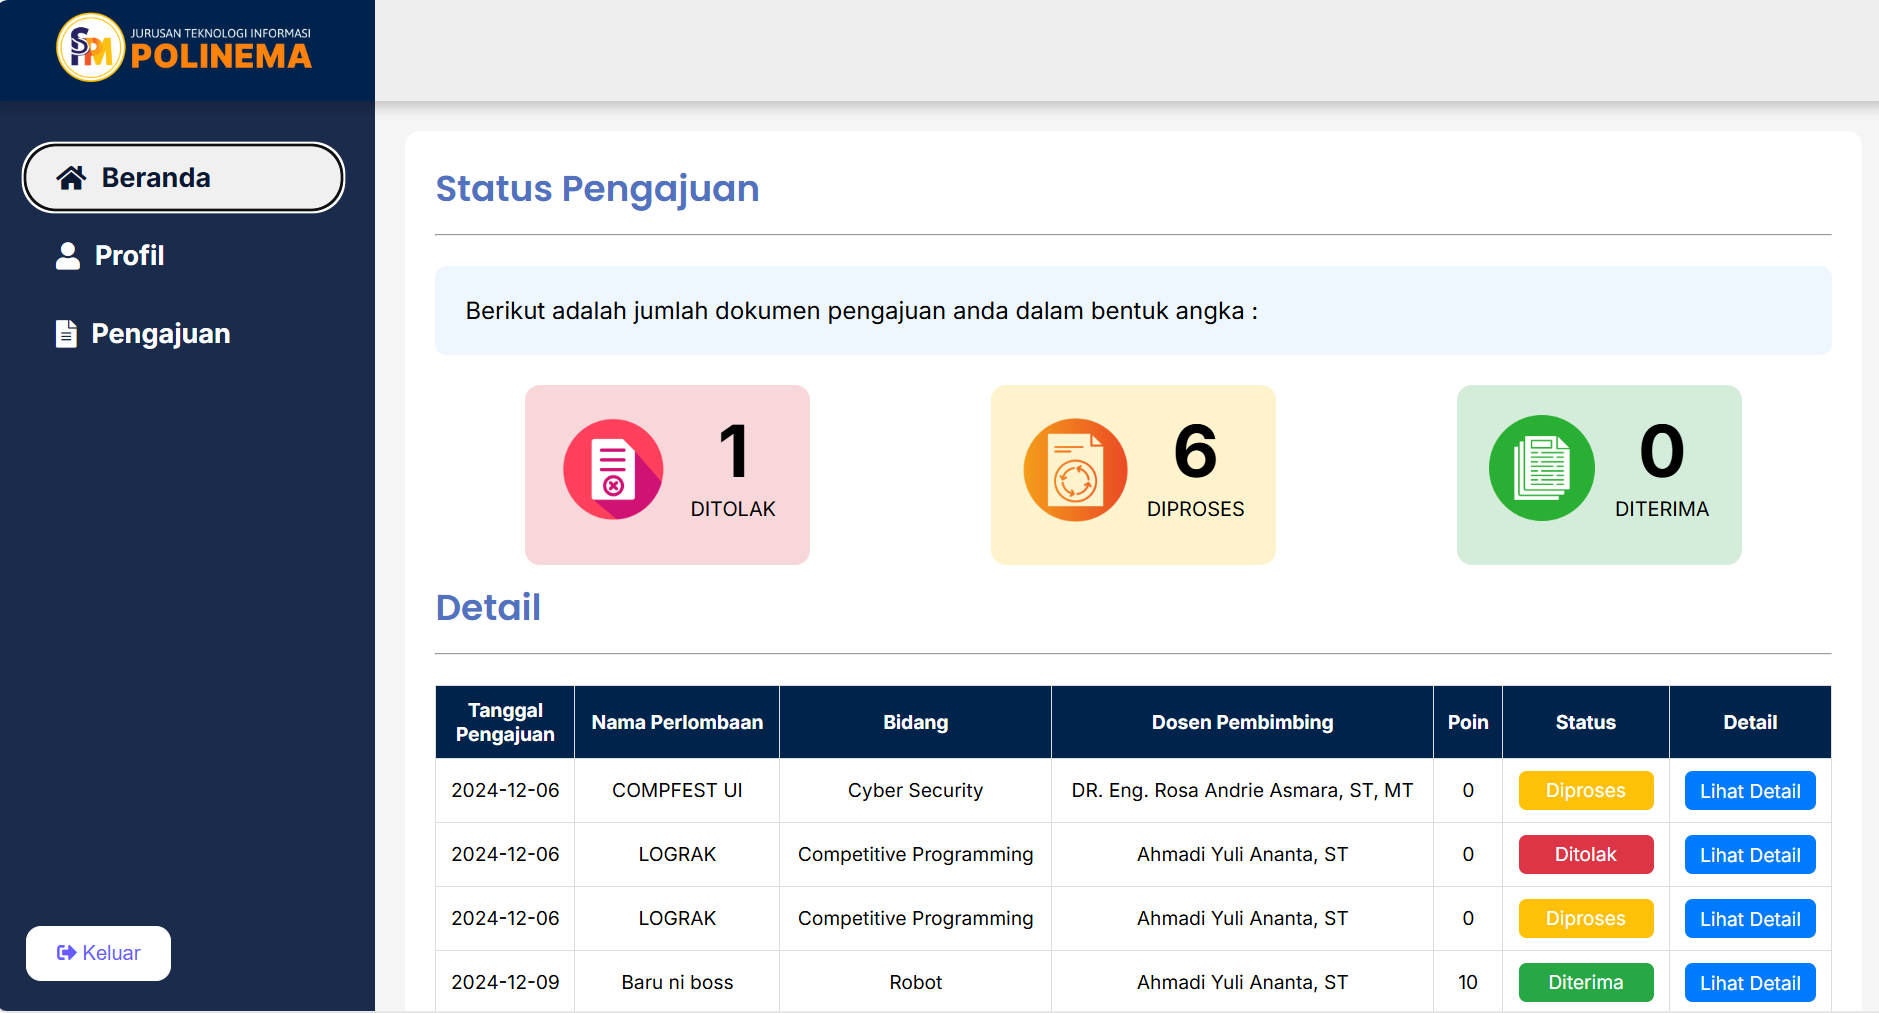 JURUSAN TEKNOLOGI INFORMASI
POLINEMA
Beranda
Profil
Pengajuan
Keluar
Status Pengajuan
Berikut adalah jumlah dokumen pengajuan anda dalam bentuk angka :
1
DITOLAK
6
DIPROSES
0
DITERIMA
Detail
Tanggal Pengajuan Nama Perlombaan Bidang Dosen Pembimbing Poin Status Detail
2024-12-06 COMPFEST UI Cyber Security DR. Eng. Rosa Andrie Asmara, ST, MT 0 Diproses Lihat Detail
2024-12-06 LOGRAK Competitive Programming Ahmadi Yuli Ananta, ST 0 Ditolak Lihat Detail
2024-12-06 LOGRAK Competitive Programming Ahmadi Yuli Ananta, ST 0 Diproses Lihat Detail
2024-12-09 Baru ni boss Robot Ahmadi Yuli Ananta, ST 10 Diterima Lihat Detail